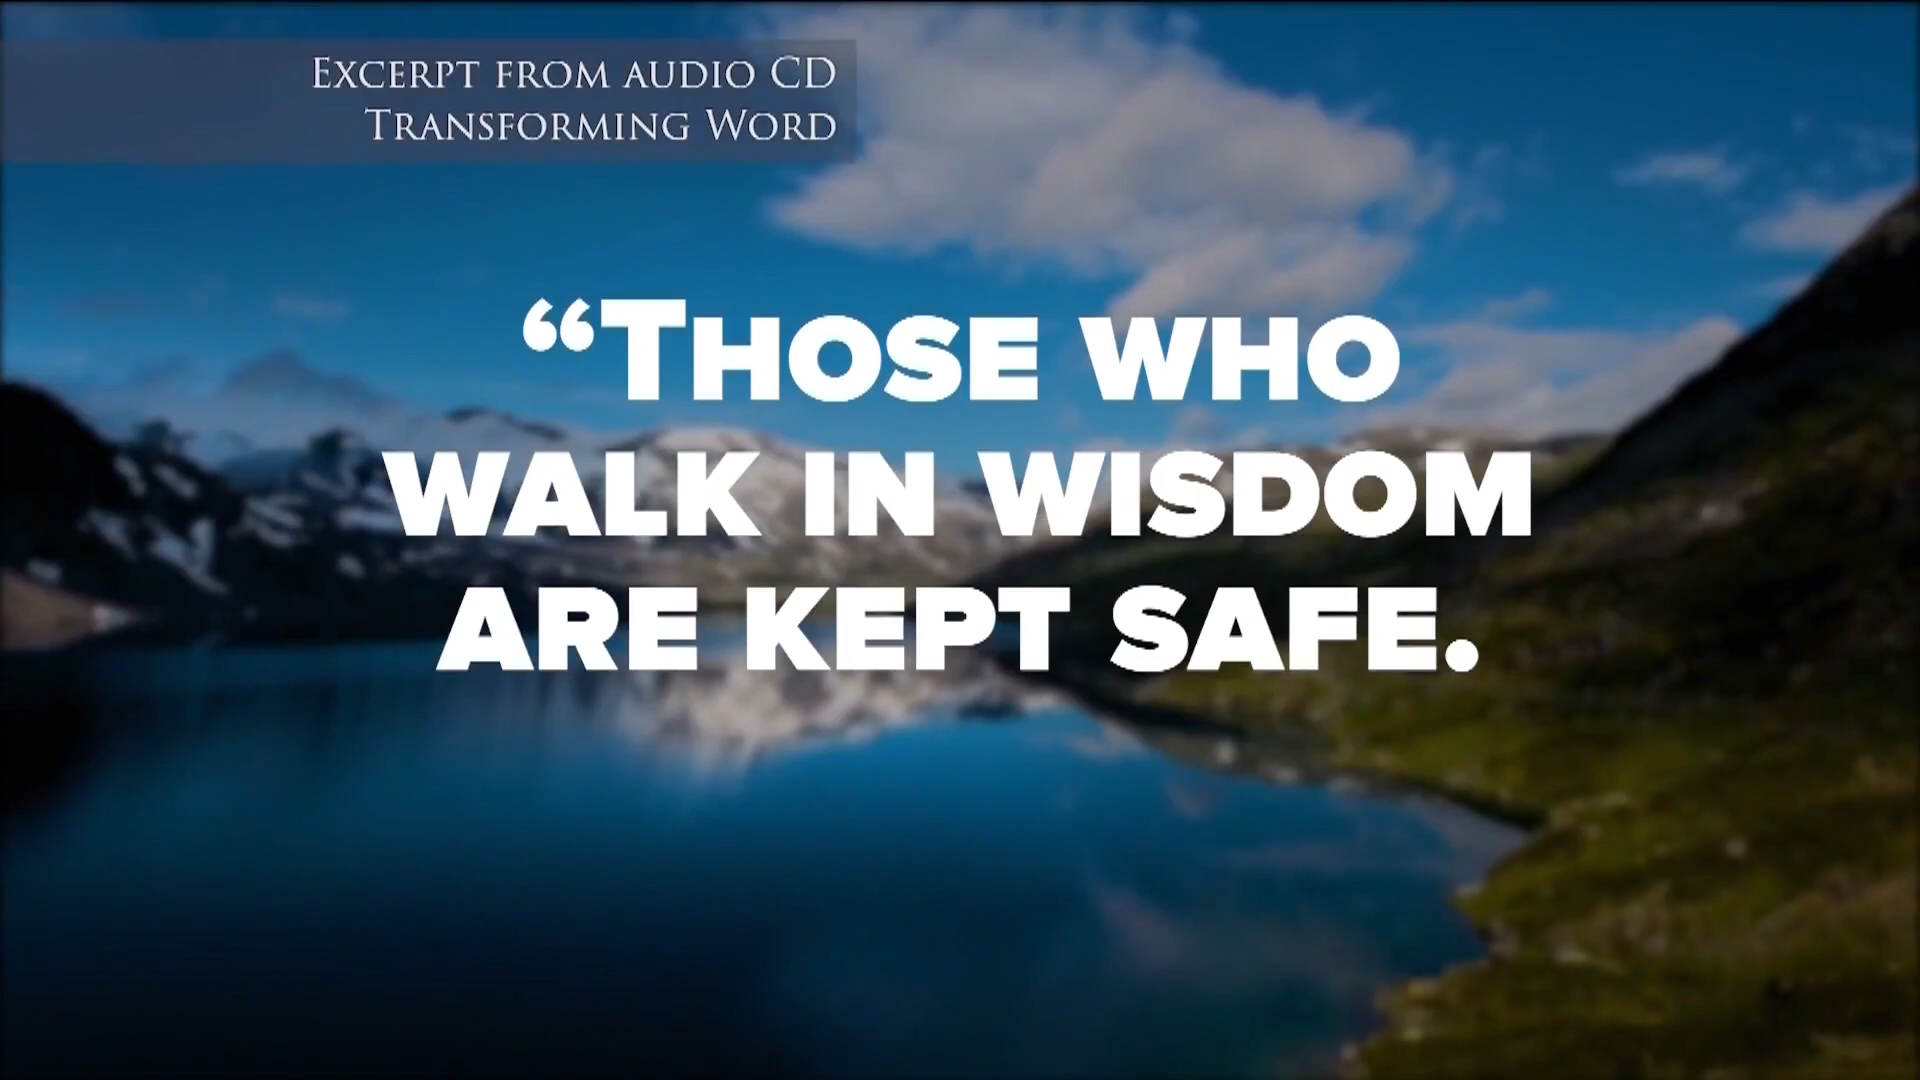 Excerpt from audio CD
Transforming Word
“Those who
walk in wisdom
are kept safe.